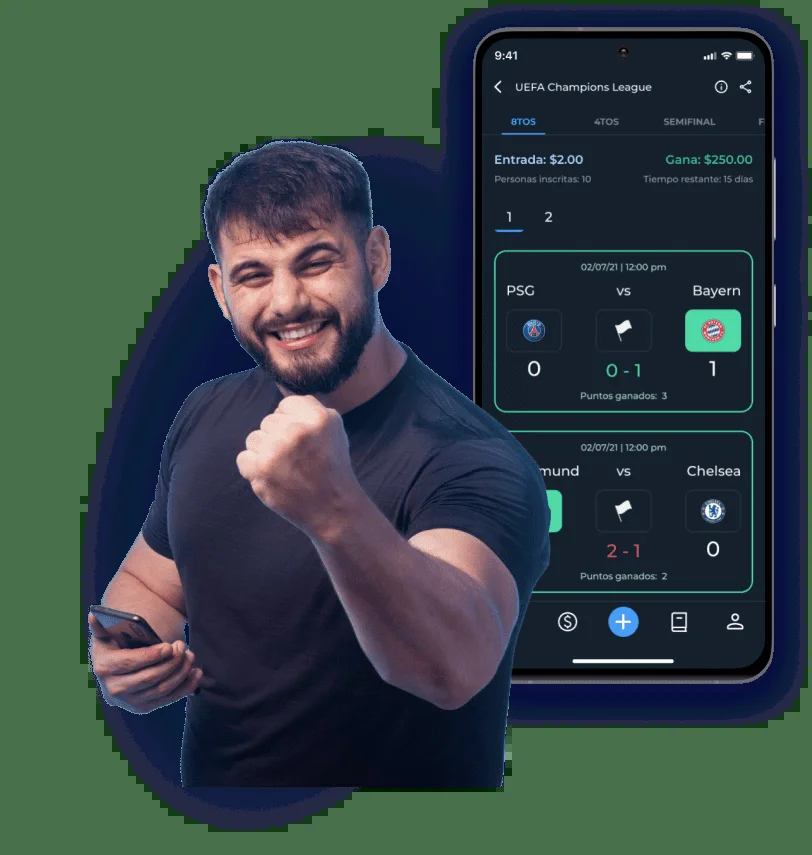 9:41
UEFA Champions League
8TOS 4TOS SEMIFINAL F
Entrada: $2.00 Gana: $250.00
Personas inscritas: 10 Tiempo restante: 15 días
1 2
02/07/21 | 12:00 pm
PSG vs Bayern
0 0 - 1 1
Puntos ganados: 3
02/07/21 | 12:00 pm
mund vs Chelsea
2 - 1 0
Puntos ganados: 2